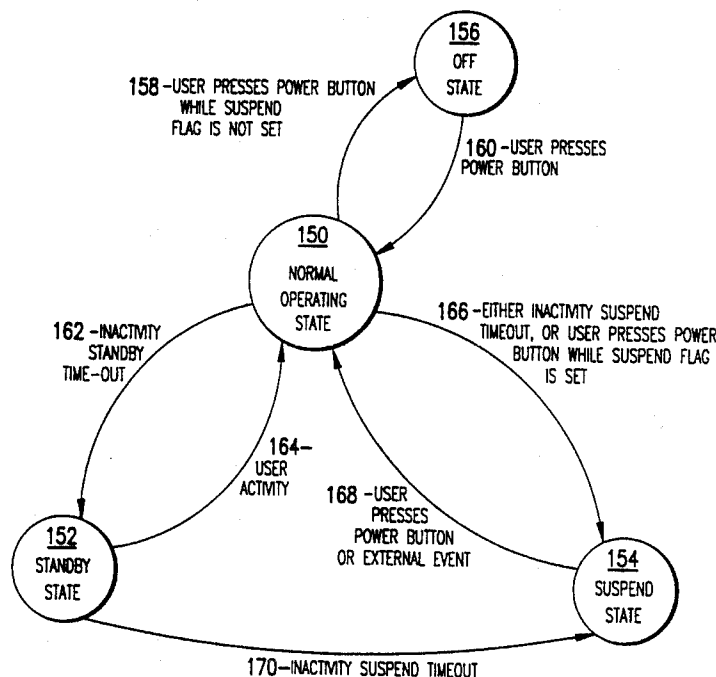 156
OFF
STATE
158-USER PRESSES POWER BUTTON
WHILE SUSPEND
FLAG IS NOT SET
160-USER PRESSES
POWER BUTTON
150
NORMAL
OPERATING
STATE
162-INACTIVITY
STANDBY
TIME-OUT
166-EITHER INACTIVITY SUSPEND
TIMEOUT, OR USER PRESSES POWER
BUTTON WHILE SUSPEND FLAG
IS SET
164-
USER
ACTIVITY
168-USER
PRESSES
POWER BUTTON
OR EXTERNAL EVENT
152
STANDBY
STATE
154
SUSPEND
STATE
170-INACTIVITY SUSPEND TIMEOUT